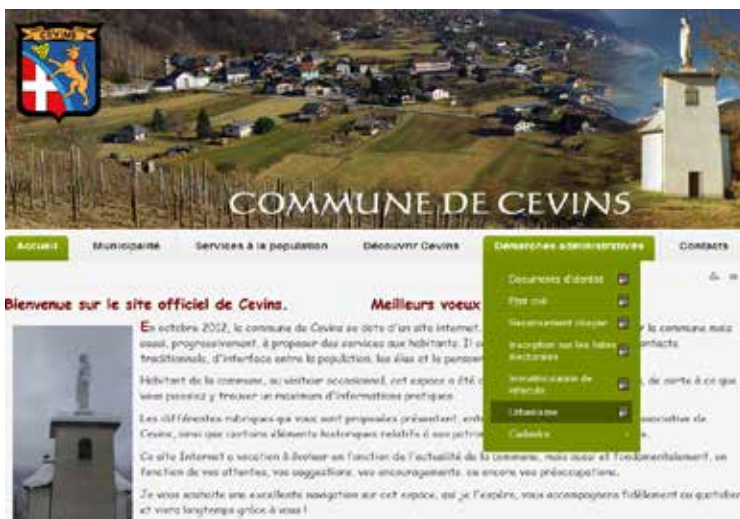 CEVINS
COMMUNE DE CEVINS
Accueil Municipalité Services à la population Découvrir Cevins Démarches administratives Contacts
Documents d'identité
Etat civil
Recensement citoyen
Inscription sur les listes
électorales
Immatriculation de
véhicule
Urbanisme
Cadastre
Bienvenue sur le site officiel de Cevins. Meilleurs voeux
En octobre 2012, la commune de Cevins se dote d'un site internet. la commune mais
aussi, progressivement, à proposer des services aux habitants. Il contacts
traditionnels, d'interface entre la population, les élus et le
Habitant de la commune, ou visiteur occasionnel, cet espace a été de sorte à ce que
vous puissiez y trouver un maximum d'informations pratiques
Les différentes rubriques qui vous sont proposées présentent, associative de
Cevins, ainsi que certains éléments historiques relatifs à son
Ce site Internet a vocation à évoluer en fonction de l'actualité de la commune, mais aussi et fondamentalement, en
fonction de vos attentes, vos suggestions, vos encouragements, ou encore vos préoccupations.
Je vous souhaite une excellente navigation sur cet espace, qui je l'espère, vous accompagnera fidèlement au quotidien
et vivra longtemps grâce à vous !